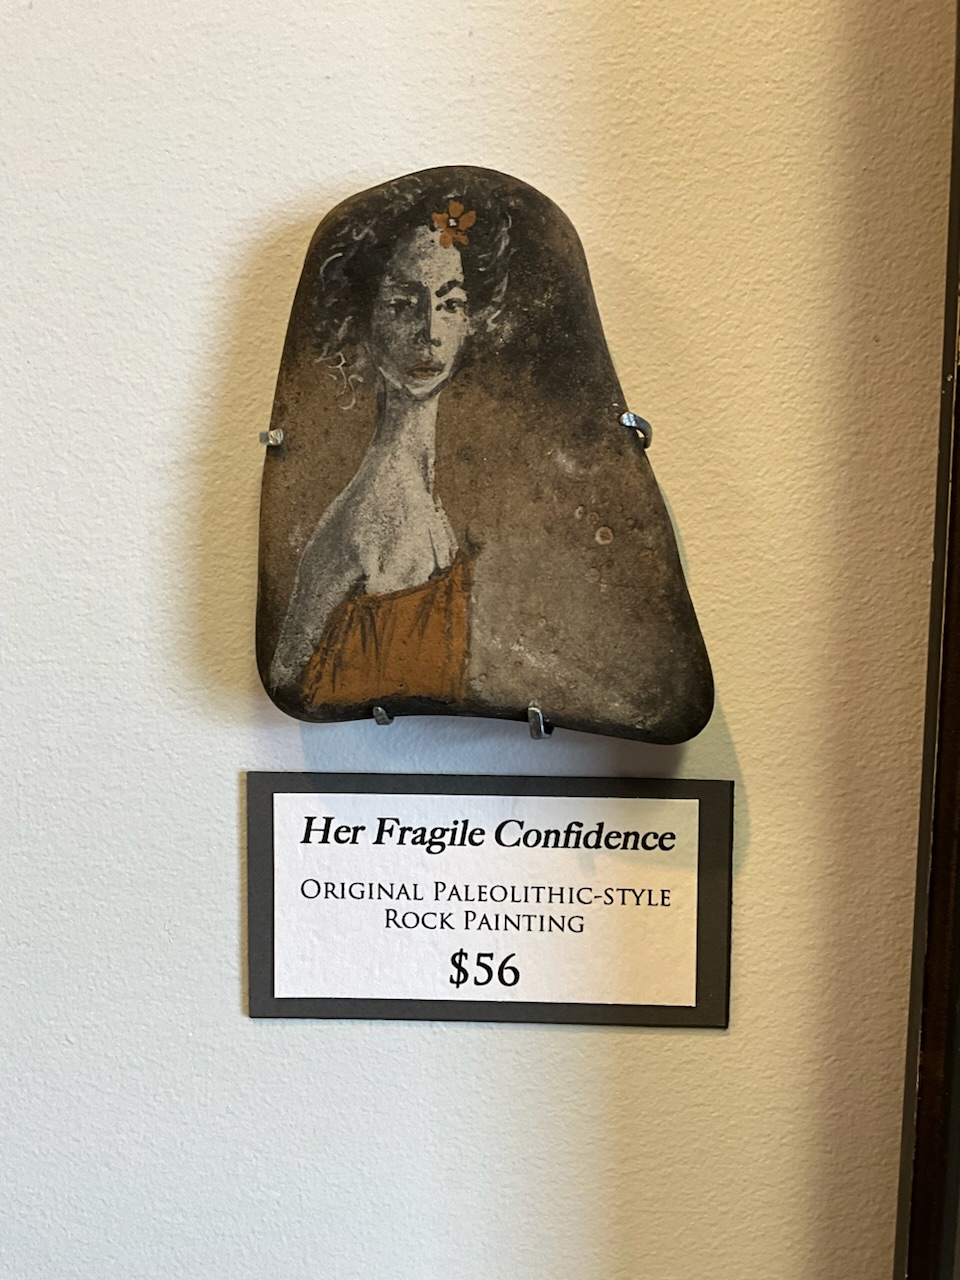 Her Fragile Confidence
Original Paleolithic-style
Rock Painting
$56